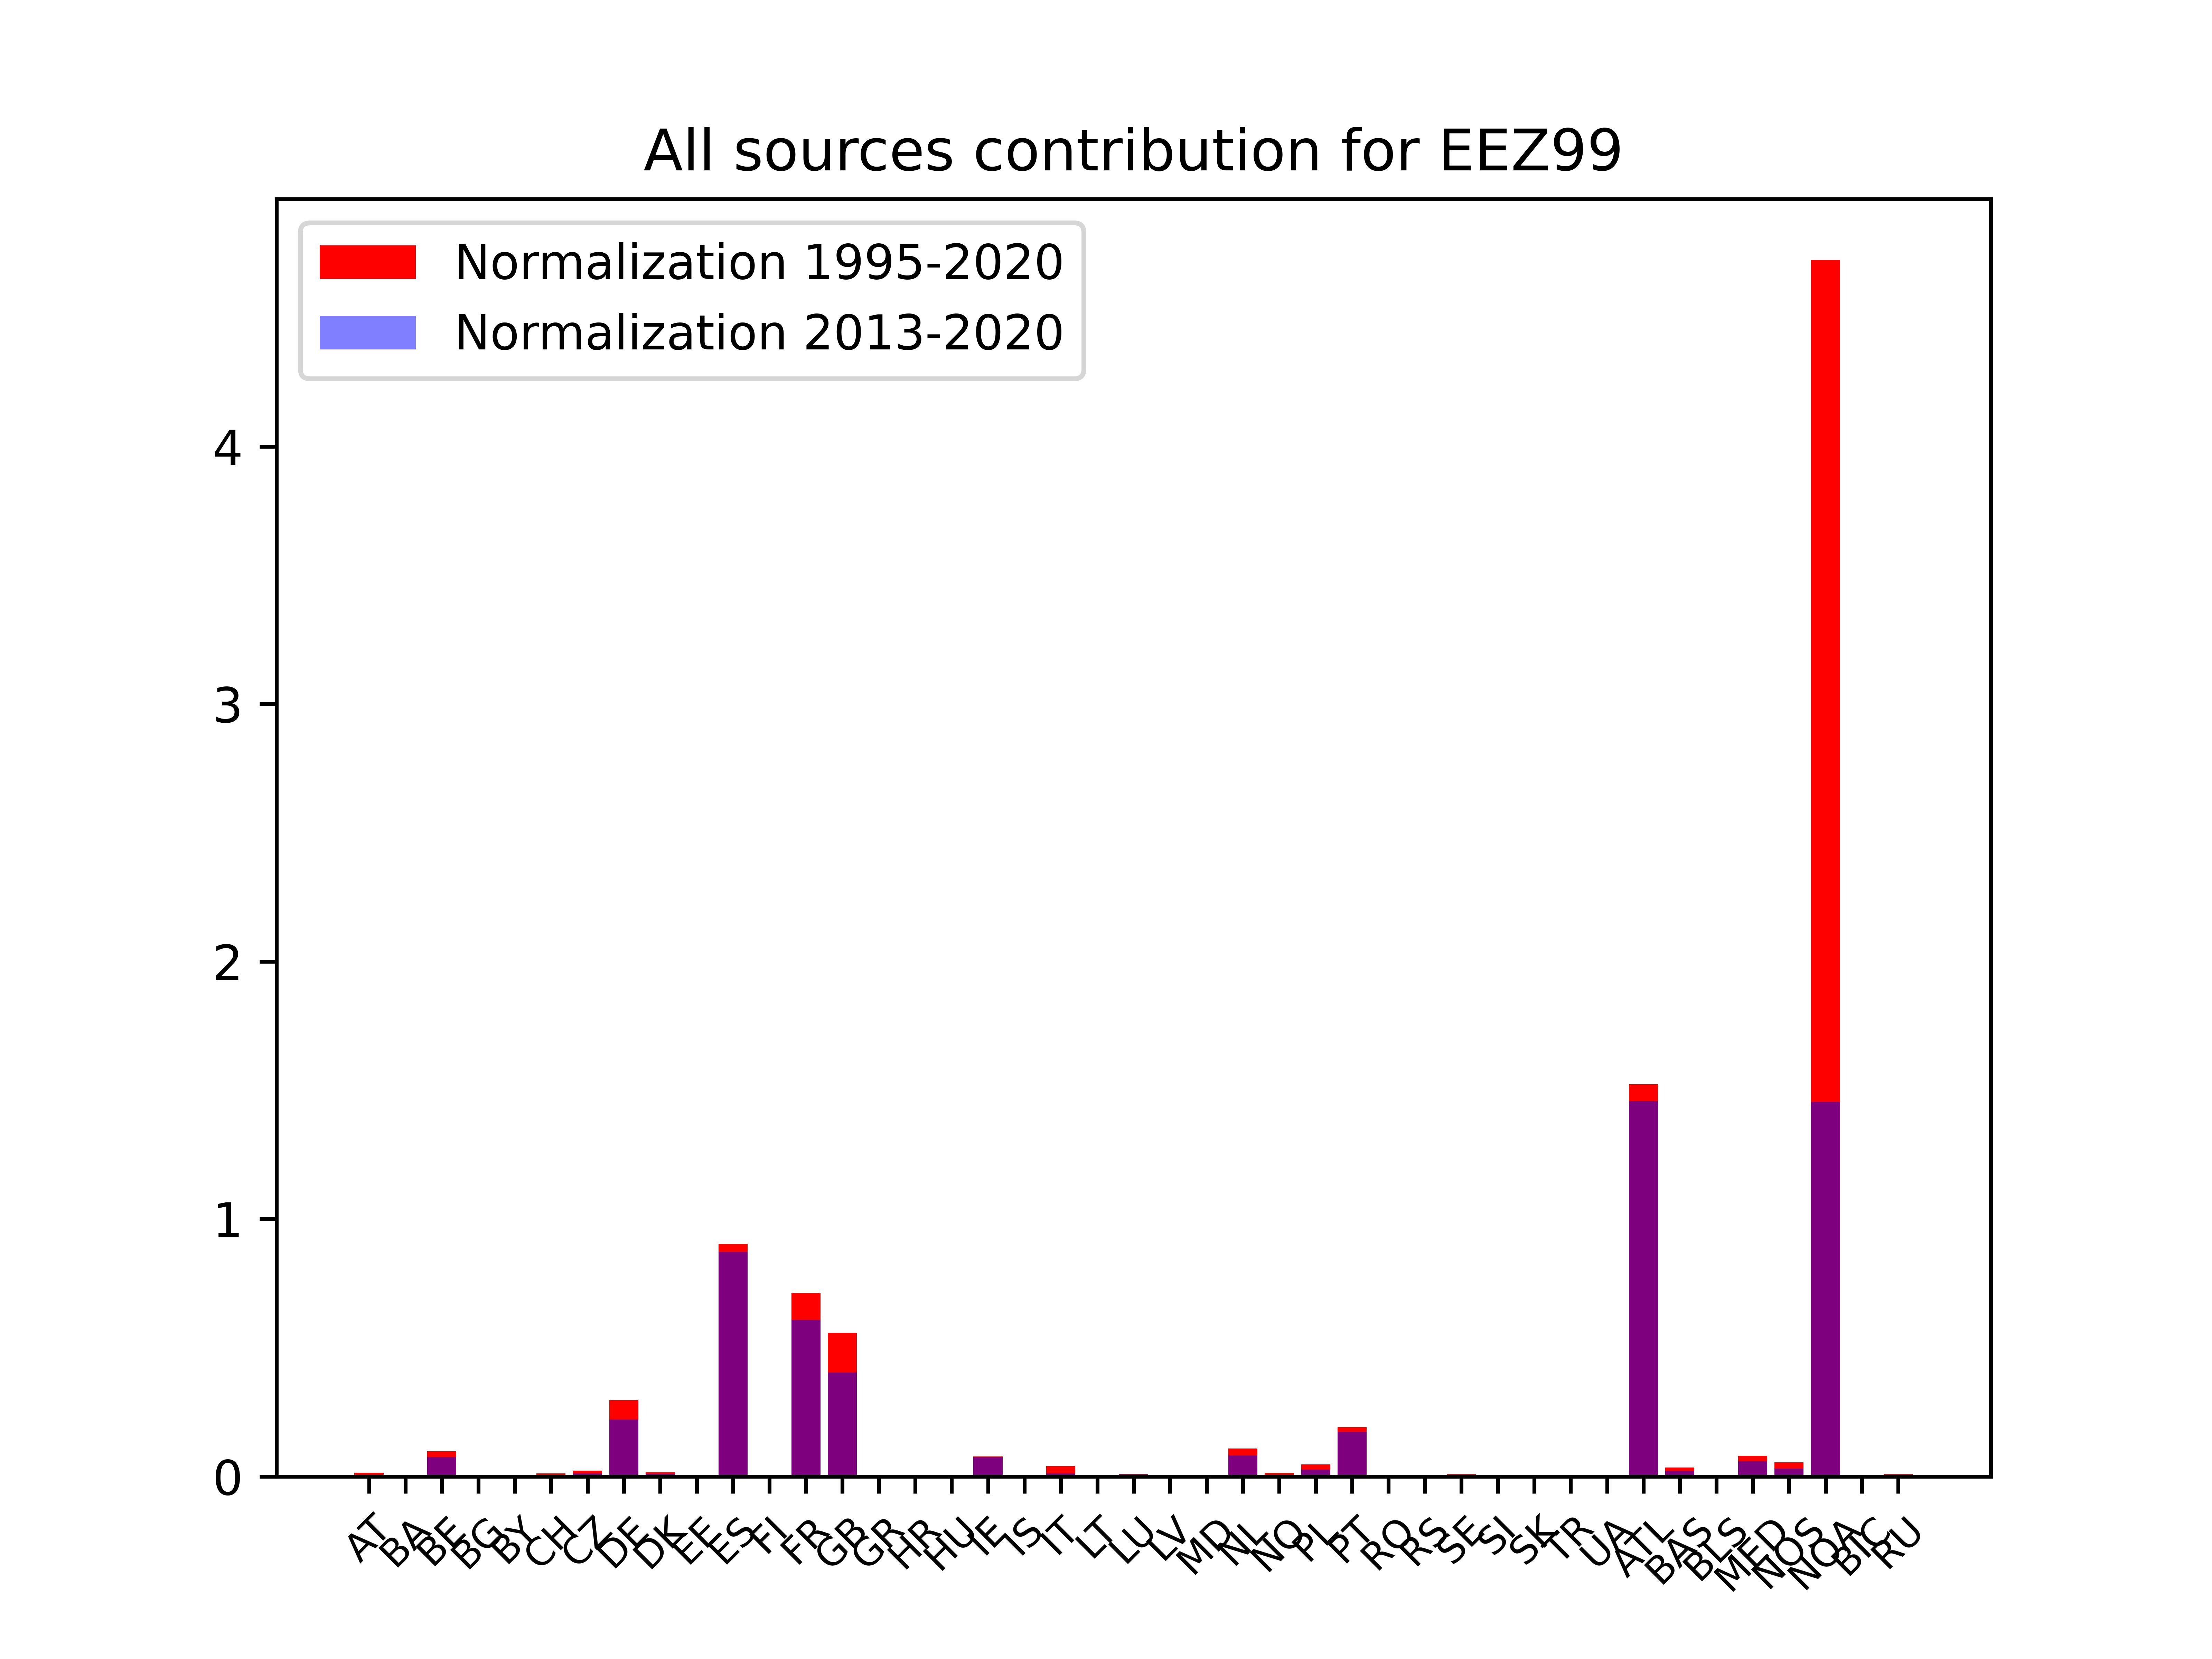 All sources contribution for EEZ99
Normalization 1995-2020
Normalization 2013-2020
4
3
2
1
0
AT
BA
BE
BG
BY
CH
CZ
DE
DK
EE
ES
FI
FR
GB
GR
HR
HU
IE
IS
IT
LT
LU
LV
MD
NL
NO
PL
PT
RO
RS
SE
SI
SK
TR
UA
ATL
BAS
BLS
MED
NOS
NOA
BIC
RU